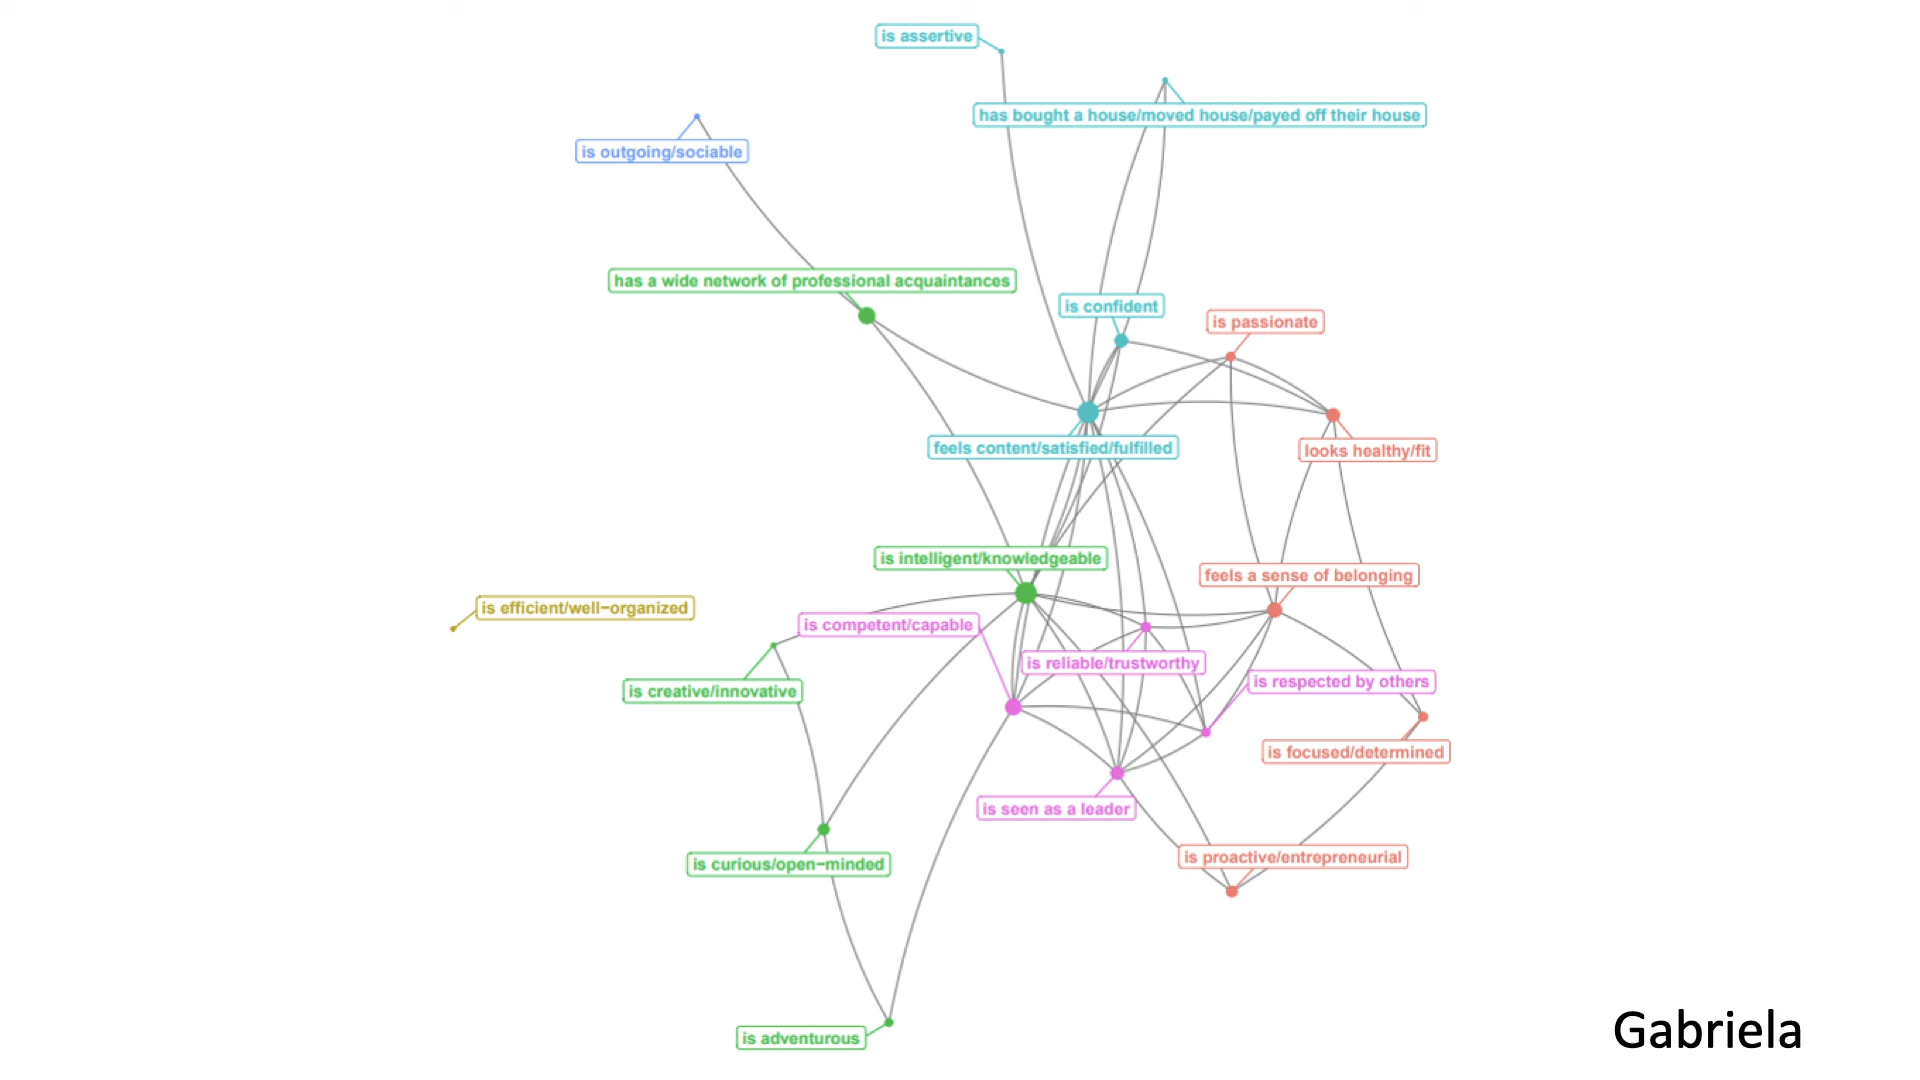 is assertive
has bought a house/moved house/payed off their house
is outgoing/sociable
has a wide network of professional acquaintances
is confident
is passionate
feels content/satisfied/fulfilled
looks healthy/fit
is intelligent/knowledgeable
feels a sense of belonging
is efficient/well−organized
is competent/capable
is reliable/trustworthy
is respected by others
is creative/innovative
is focused/determined
is seen as a leader
is proactive/entrepreneurial
is curious/open−minded
is adventurous
Gabriela